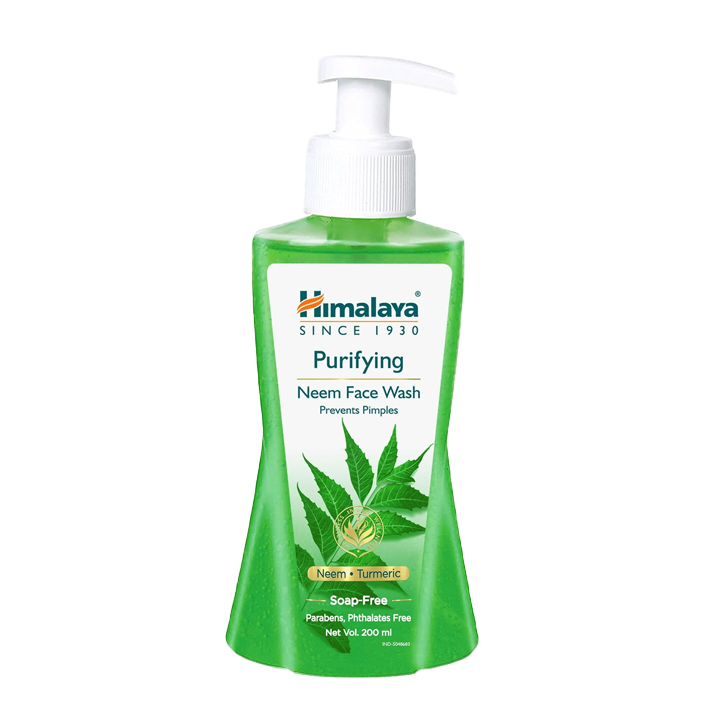 Himalaya®
SINCE 1930
Purifying
Neem Face Wash
Prevents Pimples
Neem • Turmeric
Soap-Free
Parabens, Phthalates Free
Net Vol. 200 ml